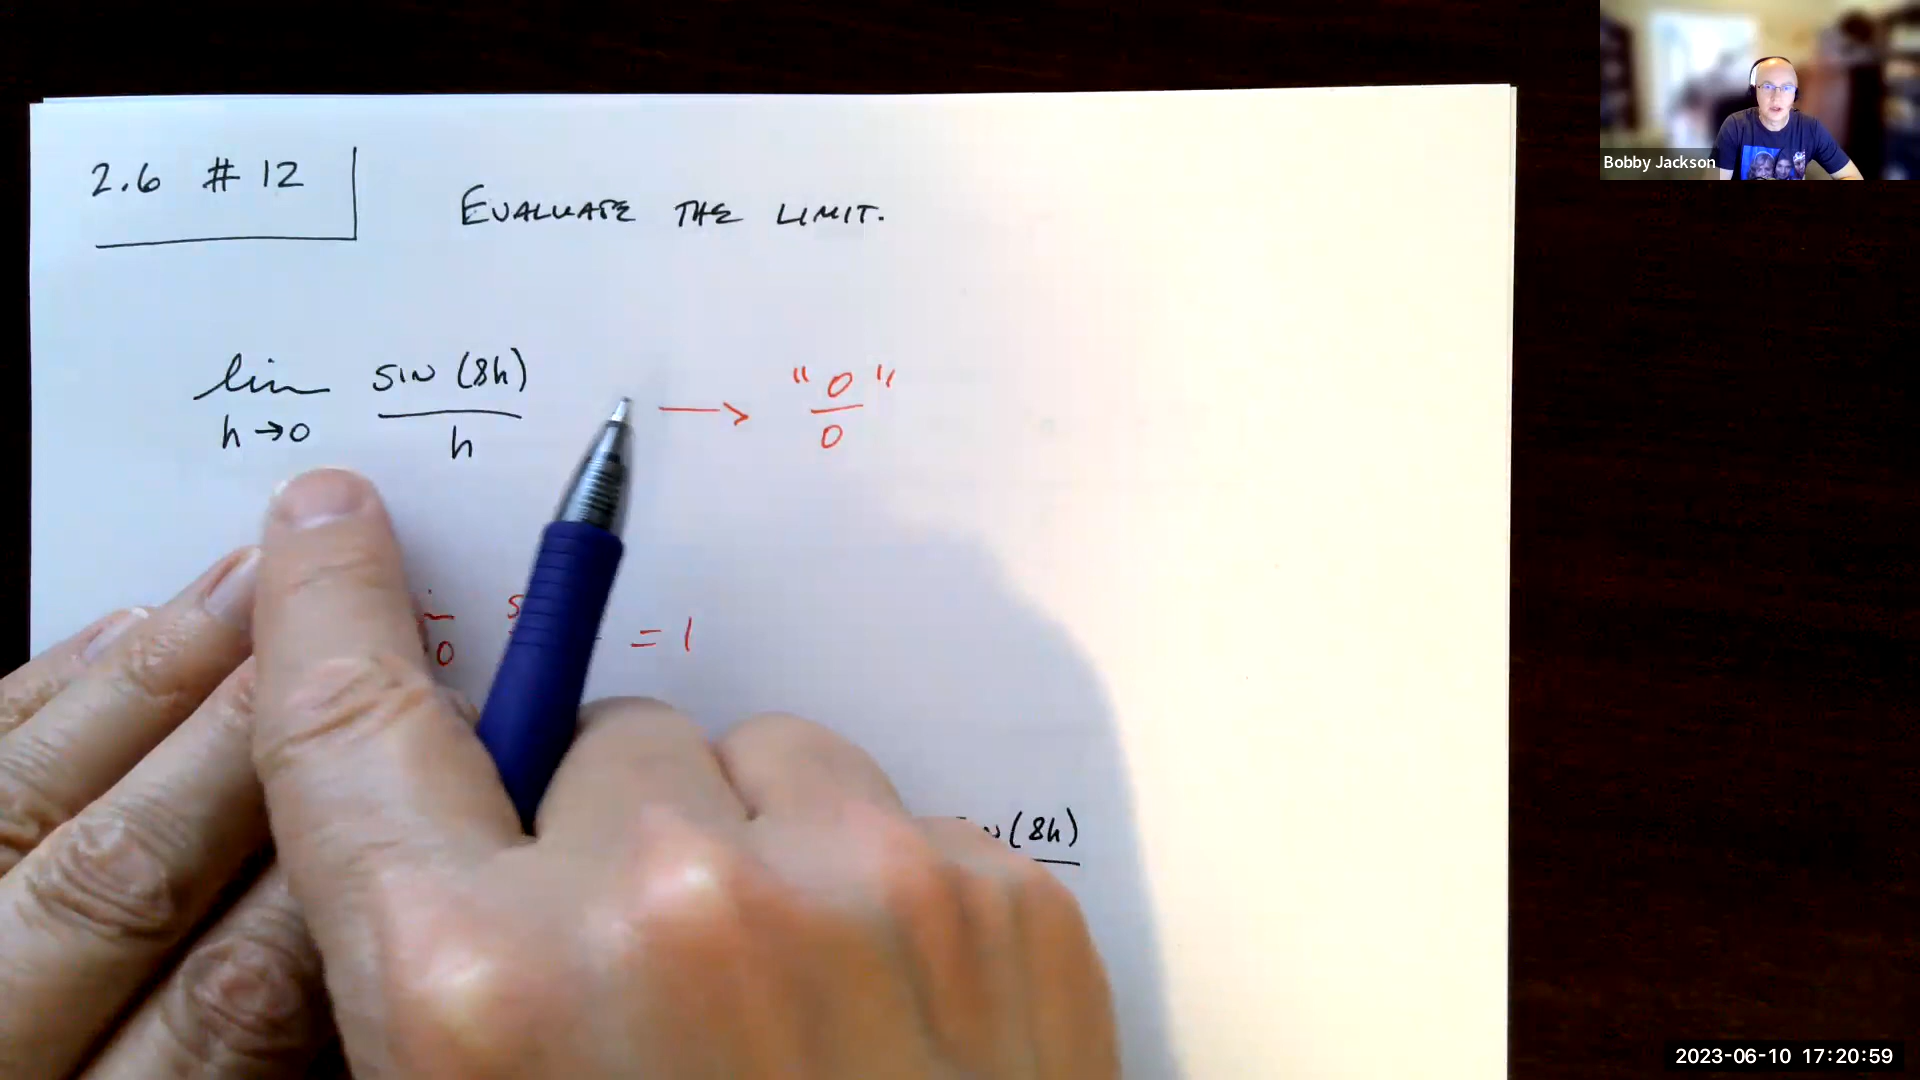 Bobby Jackson
2.6 # 12
EVALUATE THE LIMIT.
lim sin (8h)
h→0 h
→ "0"
0
0
= 1
(8h)
2023-06-10 17:20:59